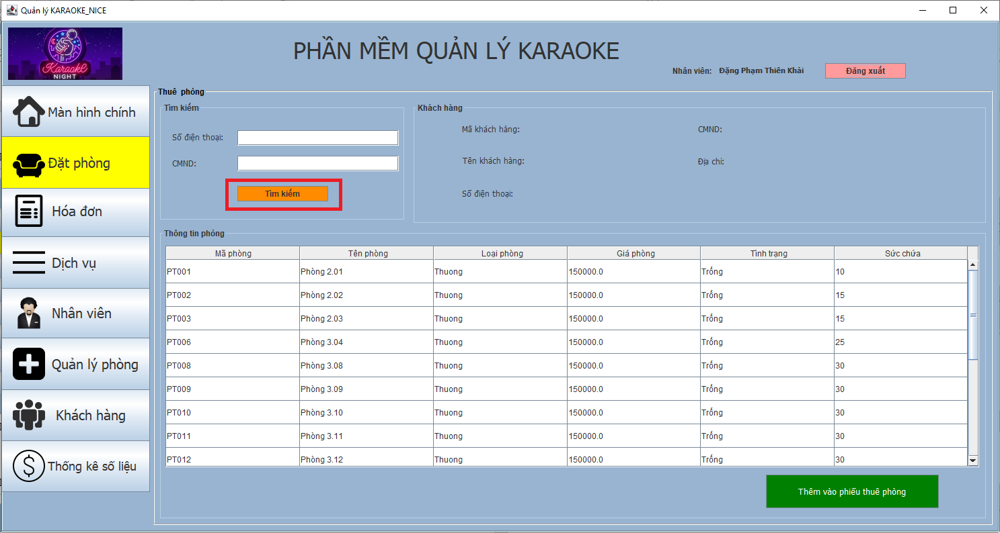 Quản lý KARAOKE_NICE
Karaoke
NIGHT
PHẦN MỀM QUẢN LÝ KARAOKE
Nhân viên: Đặng Phạm Thiên Khải
Đăng xuất
Màn hình chính
Đặt phòng
Hóa đơn
Dịch vụ
Nhân viên
Quản lý phòng
Khách hàng
Thống kê số liệu
Thuê phòng
Tìm kiếm
Số điện thoại:
CMND:
Tìm kiếm
Khách hàng
Mã khách hàng:
CMND:
Tên khách hàng:
Địa chỉ:
Số điện thoại:
Thông tin phòng
Mã phòng Tên phòng Loại phòng Giá phòng Tình trạng Sức chứa
PT001 Phòng 2.01 Thuong 150000.0 Trống 10
PT002 Phòng 2.02 Thuong 150000.0 Trống 15
PT003 Phòng 2.03 Thuong 150000.0 Trống 15
PT006 Phòng 3.04 Thuong 150000.0 Trống 25
PT008 Phòng 3.08 Thuong 150000.0 Trống 30
PT009 Phòng 3.09 Thuong 150000.0 Trống 30
PT010 Phòng 3.10 Thuong 150000.0 Trống 30
PT011 Phòng 3.11 Thuong 150000.0 Trống 30
PT012 Phòng 3.12 Thuong 150000.0 Trống 30
Thêm vào phiếu thuê phòng